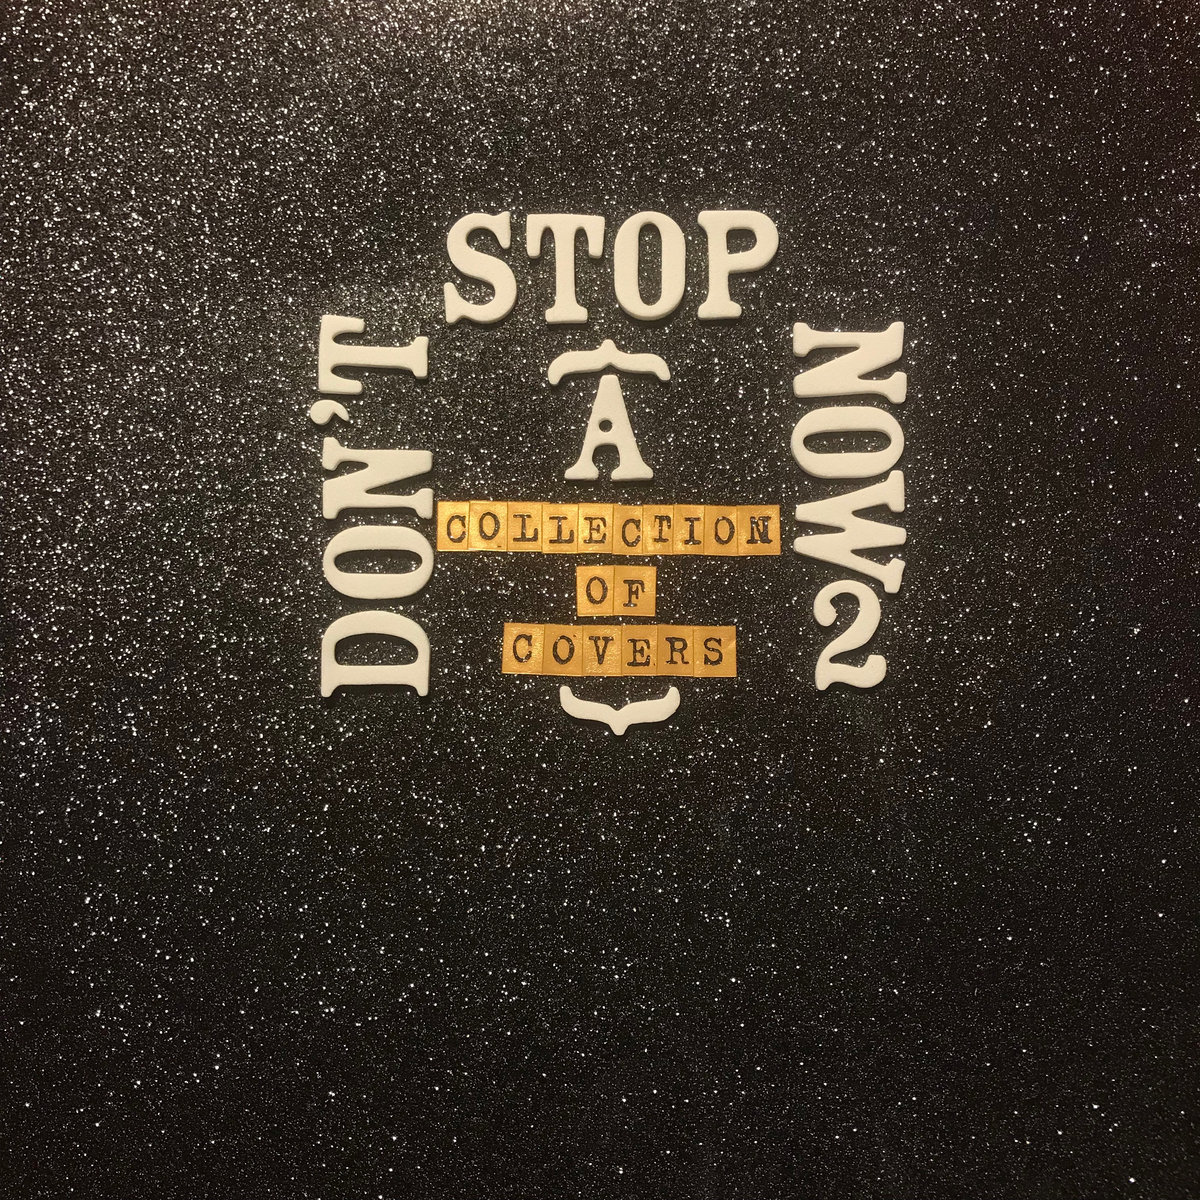 DON'T
STOP
NOW2
{
A
COLLECTION
OF
COVERS
}